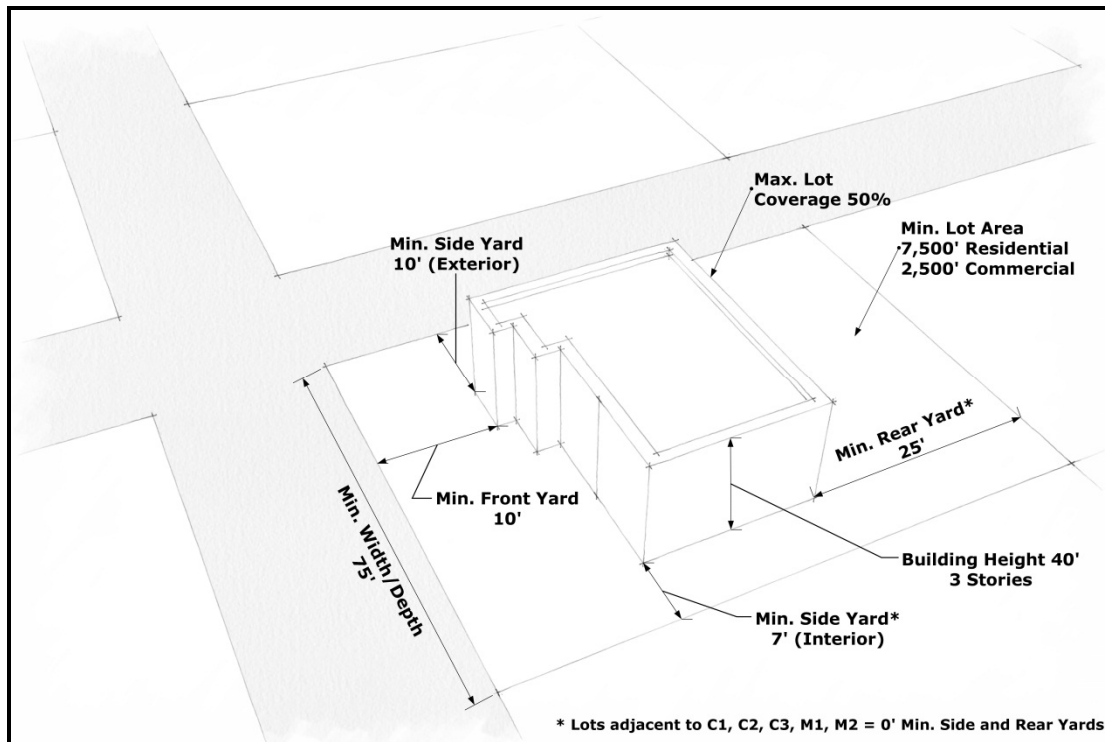 Max. Lot
Coverage 50%
Min. Lot Area
7,500' Residential
2,500' Commercial
Min. Side Yard
10' (Exterior)
Min. Rear Yard*
25'
Min. Front Yard
10'
Min. Width/Depth
75'
Building Height 40'
3 Stories
Min. Side Yard*
7' (Interior)
* Lots adjacent to C1, C2, C3, M1, M2 = 0' Min. Side and Rear Yards